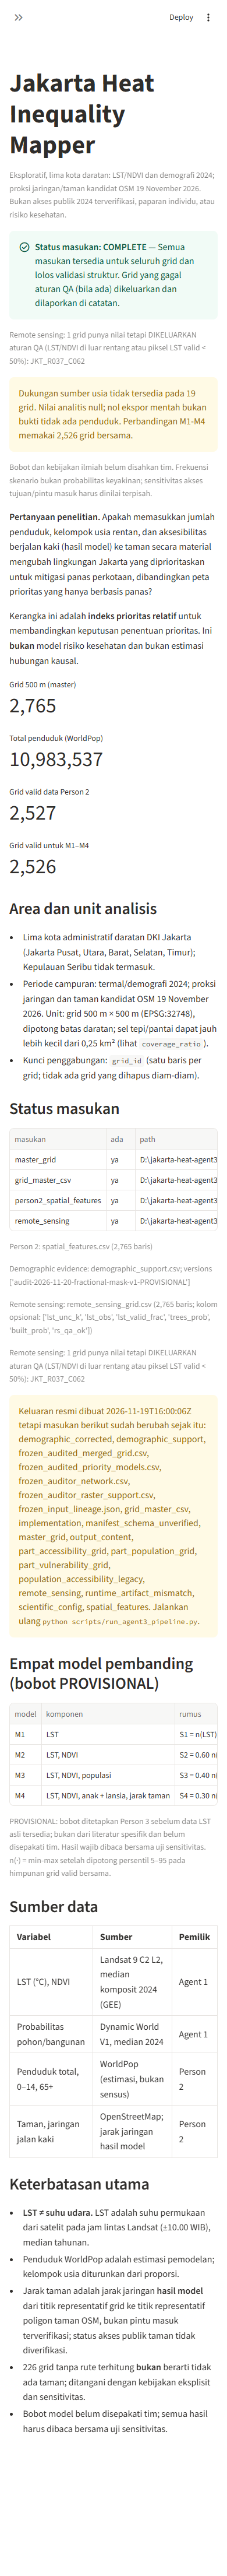 Deploy
Jakarta Heat
Inequality
Mapper
Eksploratif, lima kota daratan: LST/NDVI dan demografi 2024;
proksi jaringan/taman kandidat OSM 19 November 2026.
Bukan akses publik 2024 terverifikasi, paparan individu, atau
risiko kesehatan.
Status masukan: COMPLETE — Semua
masukan tersedia untuk seluruh grid dan
lolos validasi struktur. Grid yang gagal
aturan QA (bila ada) dikeluarkan dan
dilaporkan di catatan.
Remote sensing: 1 grid punya nilai tetapi DIKELUARKAN
aturan QA (LST/NDVI di luar rentang atau piksel LST valid <
50%): JKT_R037_C062
Dukungan sumber usia tidak tersedia pada 19
grid. Nilai analitis null; nol ekspor mentah bukan
bukti tidak ada penduduk. Perbandingan M1-M4
memakai 2,526 grid bersama.
Bobot dan kebijakan ilmiah belum disahkan tim. Frekuensi
skenario bukan probabilitas keyakinan; sensitivitas akses
tujuan/pintu masuk harus dinilai terpisah.
Pertanyaan penelitian. Apakah memasukkan jumlah
penduduk, kelompok usia rentan, dan aksesibilitas
berjalan kaki (hasil model) ke taman secara material
mengubah lingkungan Jakarta yang diprioritaskan
untuk mitigasi panas perkotaan, dibandingkan peta
prioritas yang hanya berbasis panas?
Kerangka ini adalah indeks prioritas relatif untuk
membandingkan keputusan penentuan prioritas. Ini
bukan model risiko kesehatan dan bukan estimasi
hubungan kausal.
Grid 500 m (master)
2,765
Total penduduk (WorldPop)
10,983,537
Grid valid data Person 2
2,527
Grid valid untuk M1–M4
2,526
Area dan unit analysis
• Lima kota administratif daratan DKI Jakarta
(Jakarta Pusat, Utara, Barat, Selatan, Timur);
Kepulauan Seribu tidak termasuk.
• Periode campuran: termal/demografi 2024; proksi
jaringan dan taman kandidat OSM 19 November
2026. Unit: grid 500 m × 500 m (EPSG:32748),
dipotong batas daratan; sel tepi/pantai dapat jauh
lebih kecil dari 0,25 km² (lihat coverage_ratio ).
• Kunci penggabungan: grid_id (satu baris per
grid; tidak ada grid yang dihapus diam-diam).
Status masukan
masukan ada path
master_grid ya D:\jakarta-heat-agent3
grid_master_csv ya D:\jakarta-heat-agent3
person2_spatial_features ya D:\jakarta-heat-agent3
remote_sensing ya D:\jakarta-heat-agent3
Person 2: spatial_features.csv (2,765 baris)
Demographic evidence: demographic_support.csv; versions
['audit-2026-11-20-fractional-mask-v1-PROVISIONAL']
Remote sensing: remote_sensing_grid.csv (2,765 baris; kolom
opsional: ['lst_unc_k', 'lst_obs', 'lst_valid_frac', 'trees_prob',
'built_prob', 'rs_qa_ok'])
Remote sensing: 1 grid punya nilai tetapi DIKELUARKAN
aturan QA (LST/NDVI di luar rentang atau piksel LST valid <
50%): JKT_R037_C062
Keluaran resmi dibuat 2026-11-19T16:00:06Z
tetapi masukan berikut sudah berubah sejak itu:
demographic_corrected, demographic_support,
frozen_audited_merged_grid.csv,
frozen_audited_priority_models.csv,
frozen_auditor_network.csv,
frozen_auditor_raster_support.csv,
frozen_input_lineage.json, grid_master_csv,
implementation, manifest_schema_unverified,
master_grid, output_content,
part_accessibility_grid, part_population_grid,
part_vulnerability_grid,
population_accessibility_legacy,
remote_sensing, runtime_artifact_mismatch,
scientific_config, spatial_features. Jalankan
ulang python scripts/run_agent3_pipeline.py.
Empat model pembanding
(bobot PROVISIONAL)
model komponen rumus
M1 LST S1 = n(LST)
M2 LST, NDVI S2 = 0.60 n(
M3 LST, NDVI, populasi S3 = 0.40 n(
M4 LST, NDVI, anak + lansia, jarak taman S4 = 0.30 n(
PROVISIONAL: bobot ditetapkan Person 3 sebelum data LST
asli tersedia; bukan dari literatur spesifik dan belum
disepakati tim. Hasil wajib dibaca bersama uji sensitivitas.
n(·) = min-max setelah dipotong persentil 5–95 pada
himpunan grid valid bersama.
Sumber data
Variabel Sumber Pemilik
LST (°C), NDVI Landsat 9 C2 L2,
median
komposit 2024
(GEE) Agent 1
Probabilitas
pohon/bangunan Dynamic World
V1, median 2024 Agent 1
Penduduk total,
0–14, 65+ WorldPop
(estimasi, bukan
sensus) Person
2
Taman, jaringan
jalan kaki OpenStreetMap;
jarak jaringan
hasil model Person
2
Keterbatasan utama
• LST ≠ suhu udara. LST adalah suhu permukaan
dari satelit pada jam lintas Landsat (±10.00 WIB),
median tahunan.
• Penduduk WorldPop adalah estimasi pemodelan;
kelompok usia diturunkan dari proporsi.
• Jarak taman adalah jarak jaringan hasil model
dari titik representatif grid ke titik representatif
poligon taman OSM, bukan pintu masuk
terverifikasi; status akses publik taman tidak
diverifikasi.
• 226 grid tanpa rute terhitung bukan berarti tidak
ada taman; ditangani dengan kebijakan eksplisit
dan sensitivitas.
• Bobot model belum disepakati tim; semua hasil
harus dibaca bersama uji sensitivitas.